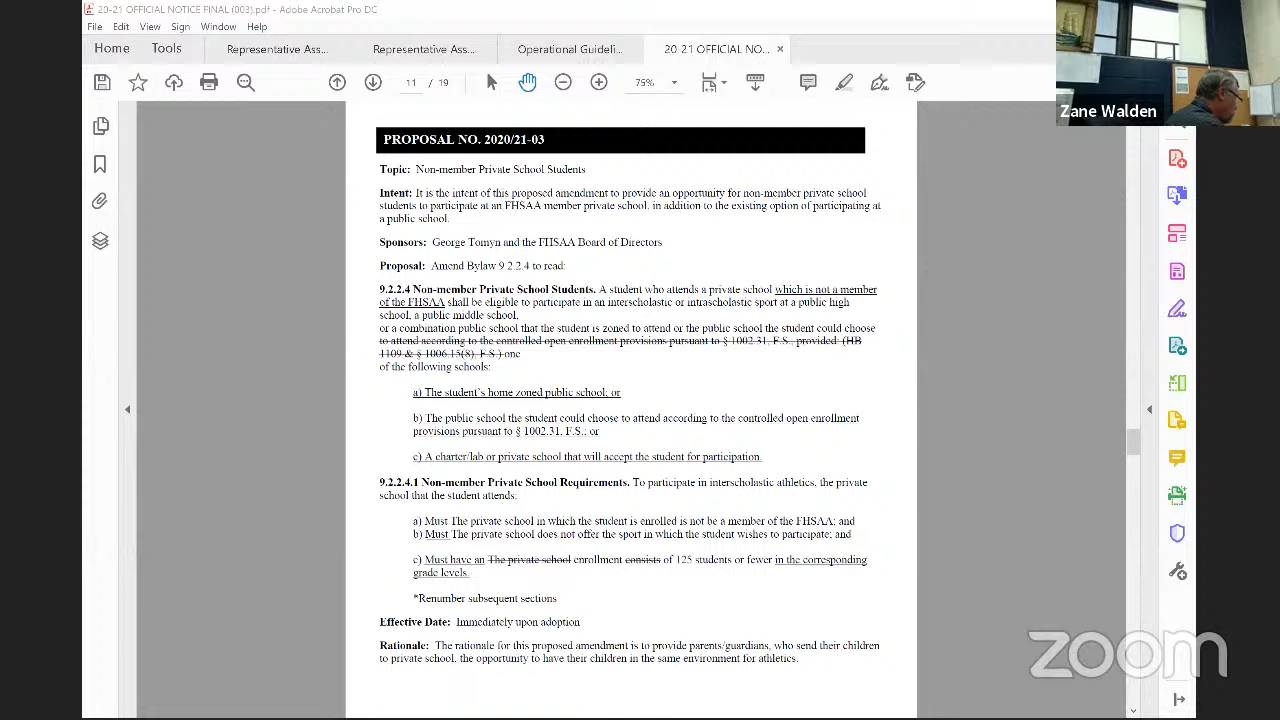 20-21 OFFICIAL NOTICE FINAL (003).pdf - Adobe Acrobat Pro DC
File Edit View Sign Window Help
Home Tools Representative Ass... Representative Ass... Operational Guideli 20-21 OFFICIAL NO... ×
11 / 19 75%
Zane Walden
PROPOSAL NO. 2020/21-03
Topic: Non-member Private School Students
Intent: It is the intent of this proposed amendment to provide an opportunity for non-member private school
students to participate at an FHSAA member private school, in addition to the existing option of participating at
a public school.
Sponsors: George and the FHSAA Board of Directors
Proposal: Amend Bylaw 9.2.2.4 to read:
9.2.2.4 Non-member Private School Students. A student who attends a private school which is not a member
of the FHSAA shall be eligible to participate in an interscholastic or intrascholastic sport at a public high
school, a public middle school,
or a combination public school that the student is zoned to attend or the public school the student could choose
to attend according to the controlled open enrollment provisions pursuant to § 1002.31, F.S., provided: (HB
1109 & § 1006.15(8), F.S.) one
of the following schools:
a) The student's home zoned public school; or
b) The public school the student could choose to attend according to the controlled open enrollment
provisions pursuant to § 1002.31, F.S.; or
c) A charter/lab or private school that will accept the student for participation.
9.2.2.4.1 Non-member Private School Requirements. To participate in interscholastic athletics, the private
school that the student attends:
a) Must The private school in which the student is enrolled is not be a member of the FHSAA; and
b) Must The private school does not offer the sport in which the student wishes to participate; and
c) Must have an The private school enrollment consists of 125 students or fewer in the corresponding
grade levels.
*Renumber subsequent sections
Effective Date: Immediately upon adoption
Rationale: The rationale for this proposed amendment is to provide parents/guardians, who send their children
to private school, the opportunity to have their children in the same environment for athletics.
zoom